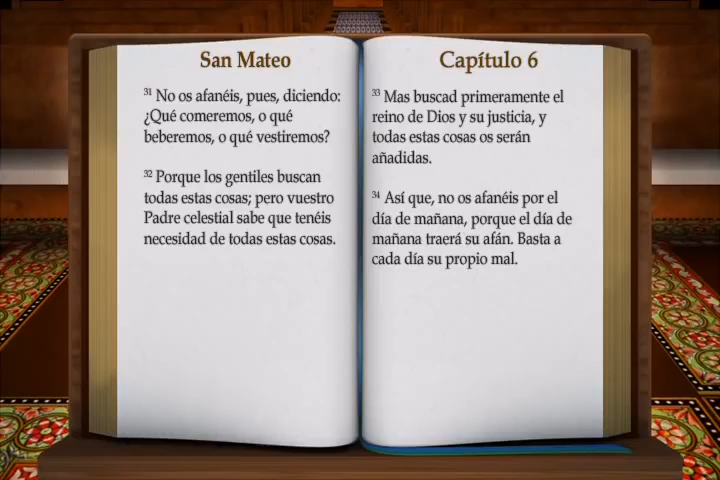 San Mateo
31 No os afanéis, pues, diciendo:
¿Qué comeremos, o qué
beberemos, o qué vestiremos?
32 Porque los gentiles buscan
todas estas cosas; pero vuestro
Padre celestial sabe que tenéis
necesidad de todas estas cosas.
Capítulo 6
33 Mas buscad primeramente el
reino de Dios y su justicia, y
todas estas cosas os serán
añadidas.
34 Así que, no os afanéis por el
día de mañana, porque el día de
mañana traerá su afán. Basta a
cada día su propio mal.